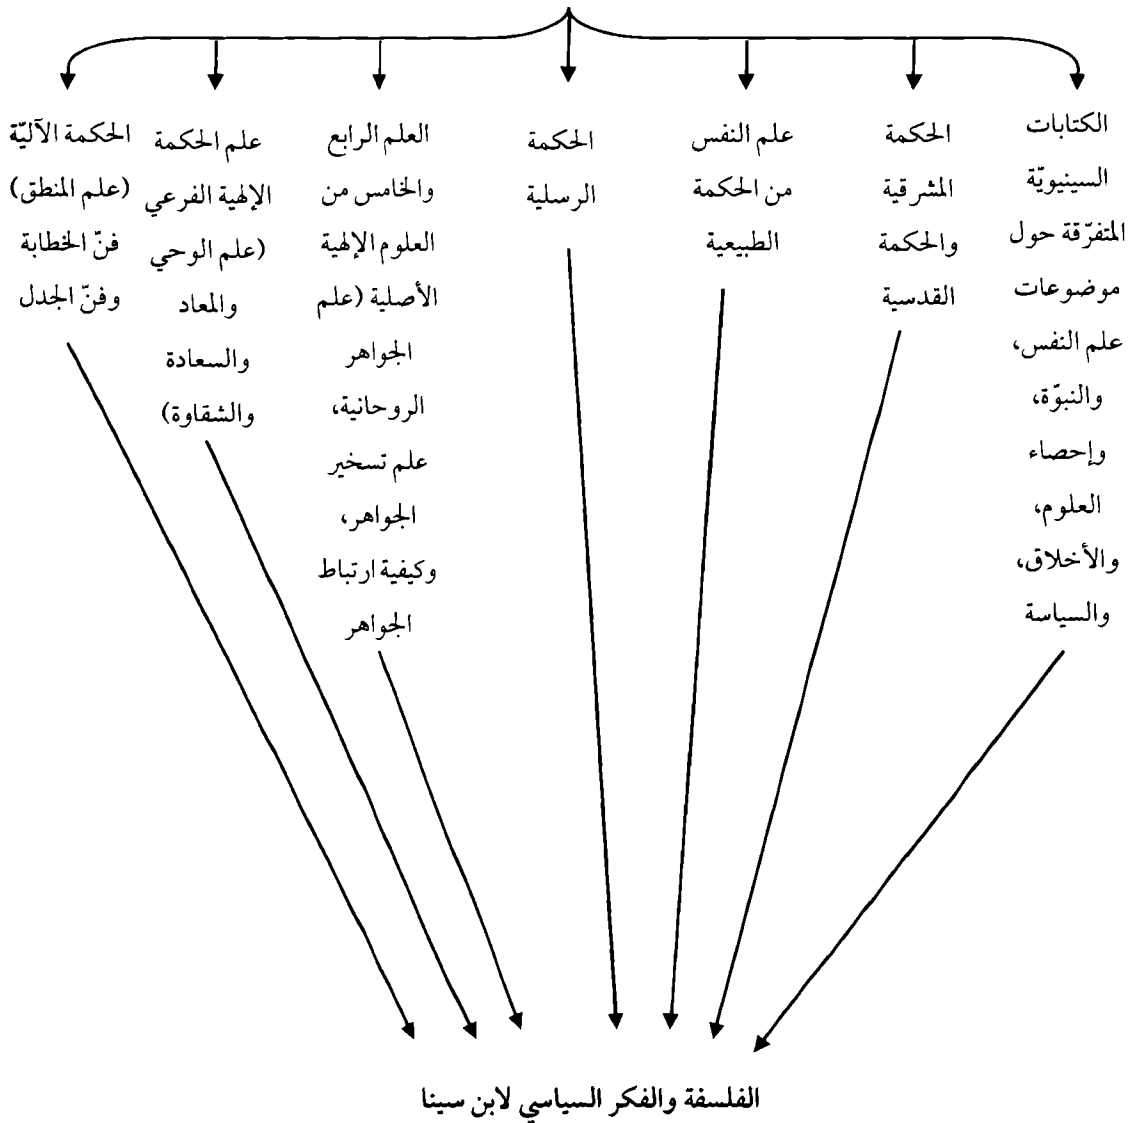 الكتابات
السينيويّة
المتفرّقة حول
موضوعات
علم النفس،
والنبوّة،
وإحصاء
العلوم،
والأخلاق،
والسياسة
الحكمة
المشرقية
والحكمة
القدسية
علم النفس
من الحكمة
الطبيعية
الحكمة
الرسلية
العلم الرابع
والخامس من
العلوم الإلهية
الأصلية (علم
الجواهر
الروحانية،
علم تسخير
الجواهر،
وكيفية ارتباط
الجواهر
علم الحكمة
الإلهية الفرعي
(علم الوحي
والمعاد
والسعادة
والشقاوة)
الحكمة الآليّة
(علم المنطق)
فنّ الخطابة
وفنّ الجدل
الفلسفة والفكر السياسي لابن سينا